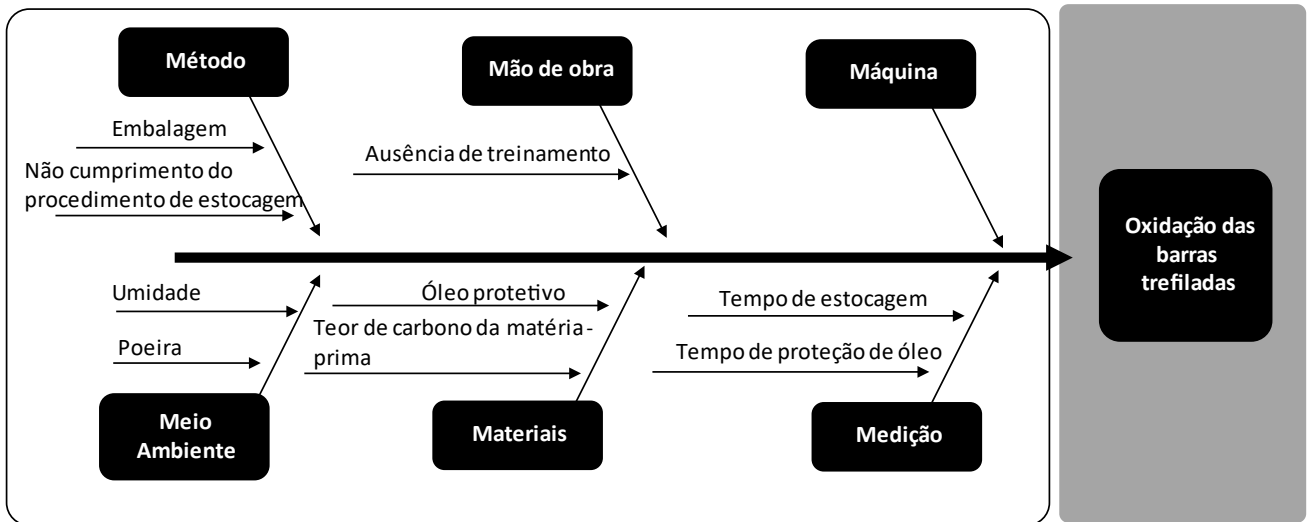 Método
Mão de obra
Máquina
Embalagem
Não cumprimento do
procedimento de estocagem
Ausência de treinamento
Oxidação das
barras
trefiladas
Umidade
Poeira
Óleo protetivo
Teor de carbono da matéria-
prima
Tempo de estocagem
Tempo de proteção de óleo
Meio
Ambiente
Materiais
Medição